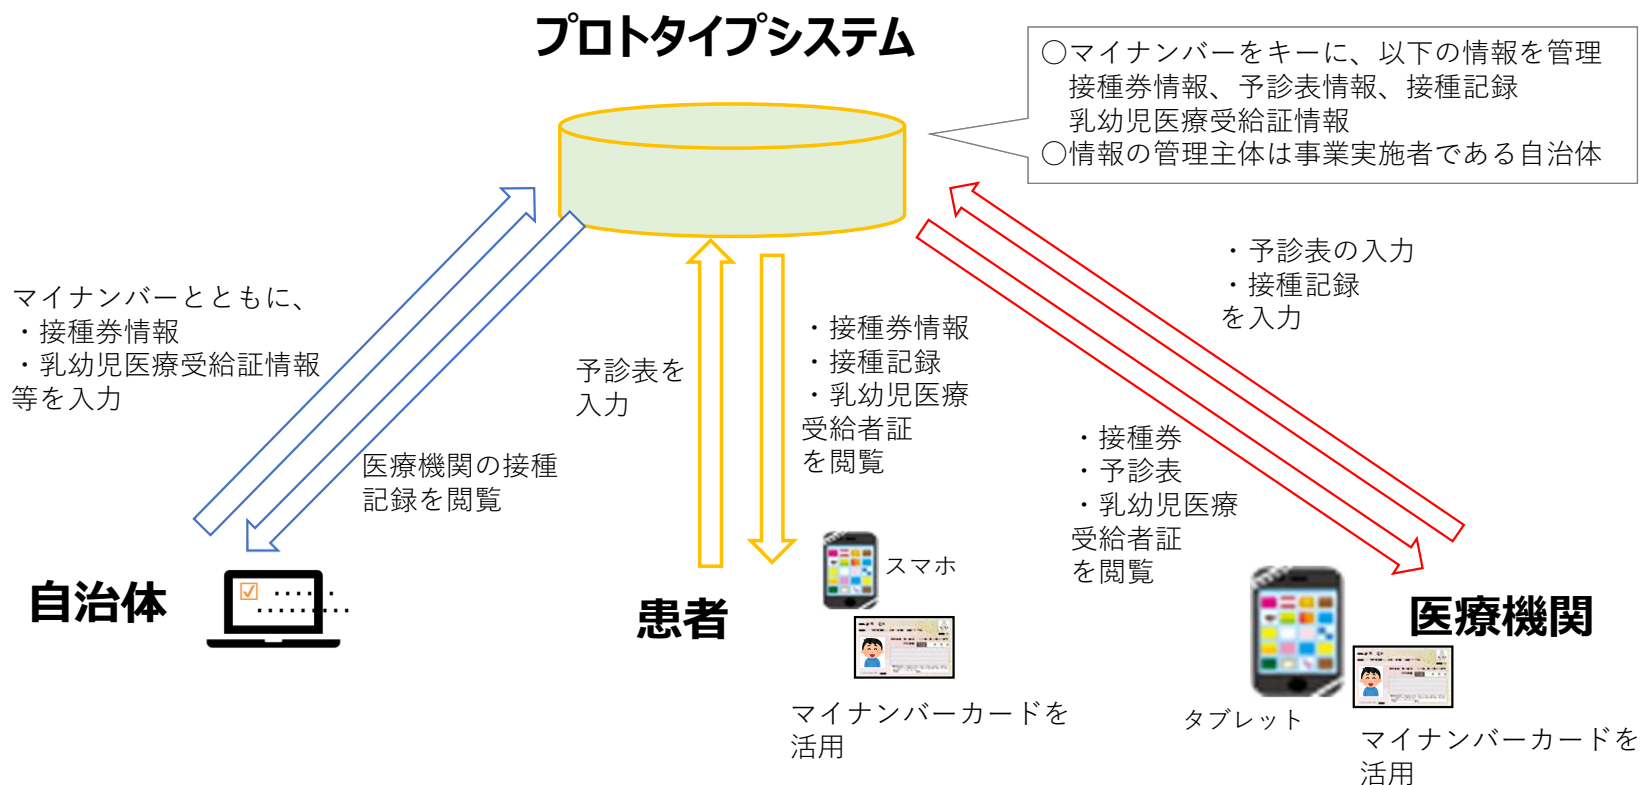 プロトタイプシステム
○マイナンバーをキーに、以下の情報を管理
接種券情報、予診表情報、接種記録
乳幼児医療受給証情報
○情報の管理主体は事業実施者である自治体
マイナンバーとともに、
・接種券情報
・乳幼児医療受給証情報
等を入力
医療機関の接種
記録を閲覧
予診表を
入力
・接種券情報
・接種記録
・乳幼児医療
受給者証
を閲覧
・予診表の入力
・接種記録
を入力
・接種券
・予診表
・乳幼児医療
受給者証
を閲覧
自治体
患者
スマホ
マイナンバーカードを
活用
医療機関
タブレット
マイナンバーカードを
活用